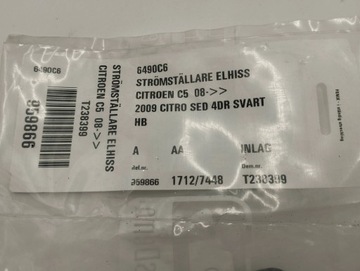 6490C6
STRÖMSTÄLLARE ELHISS
CITROEN C5 08->>
2009 CITRO SED 4DR SVART
HB
A AA INLAG
959866 1712/7448 T238399
6490C6
STRÖMSTÄLLARE ELHISS
CITROEN C5 08->>
T238399
959866